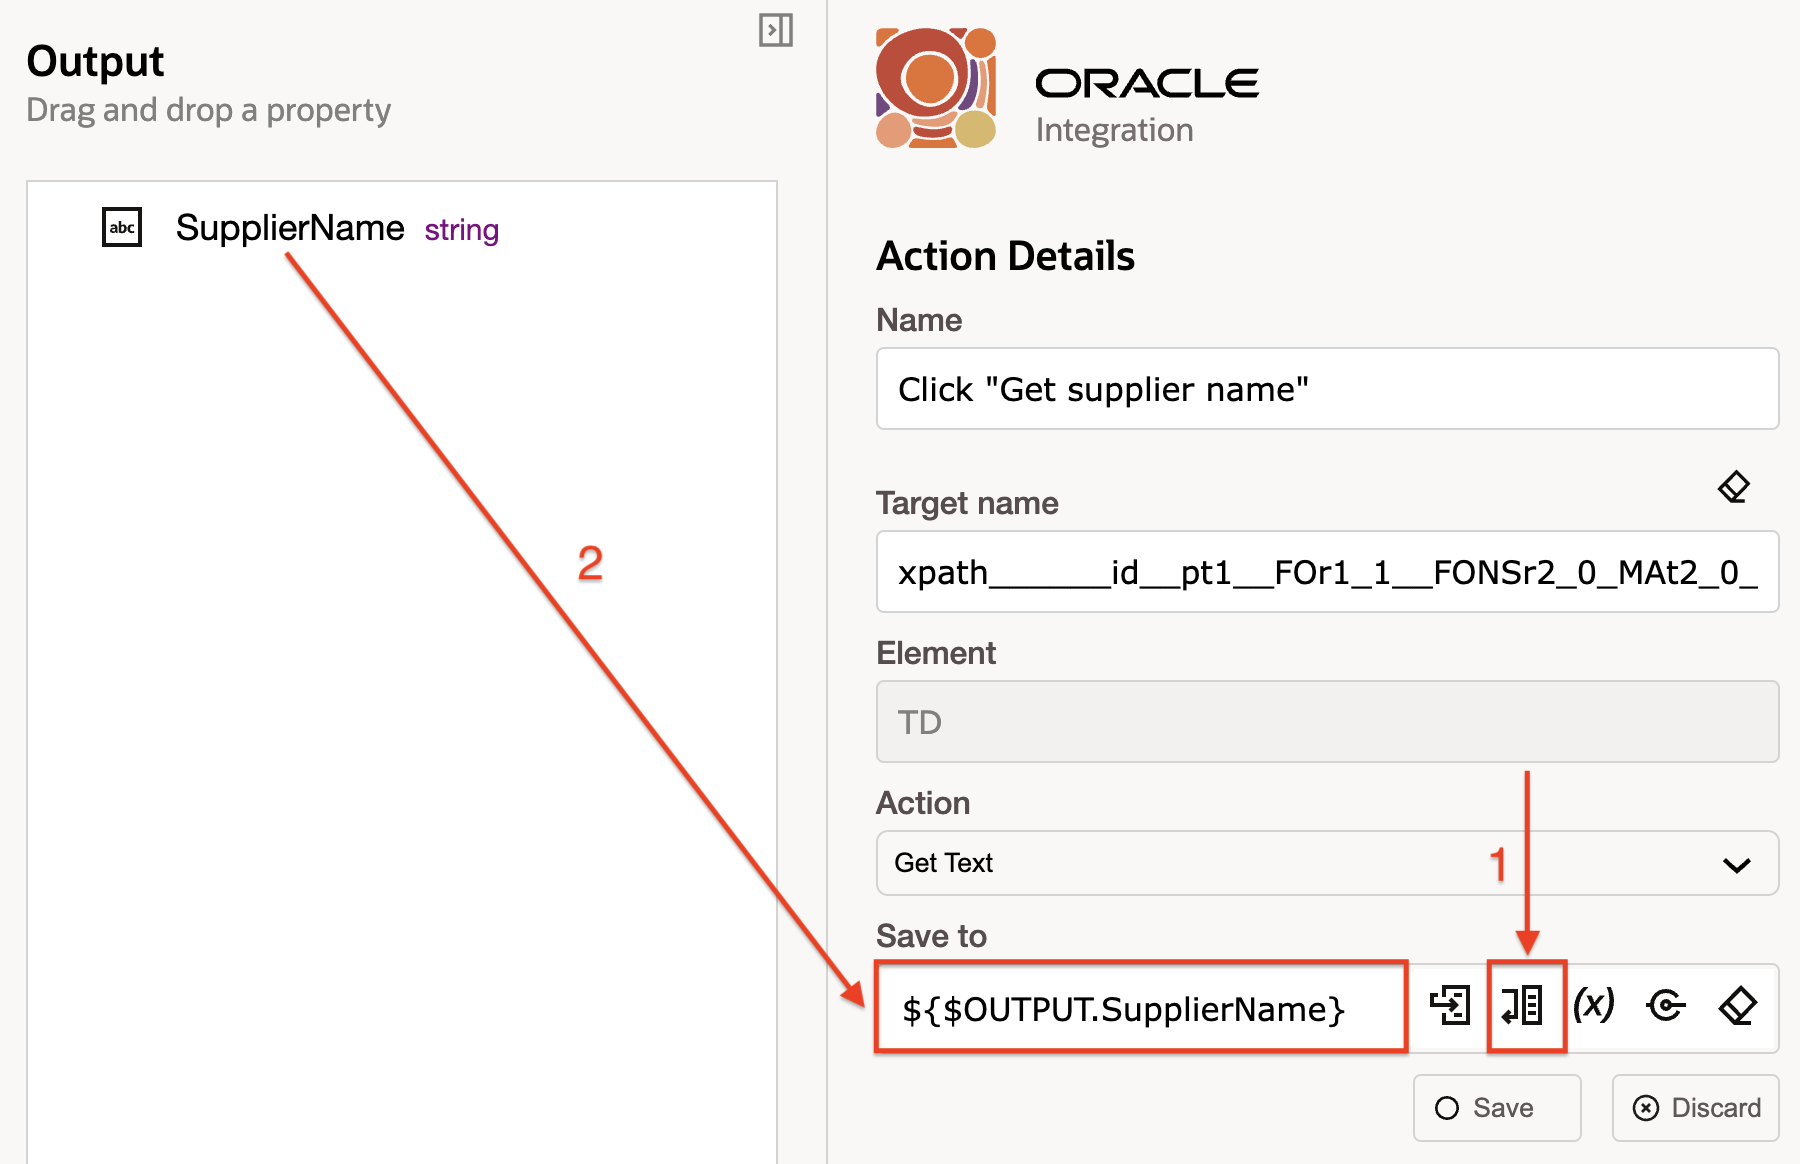 Output
Drag and drop a property
abc SupplierName string
2
ORACLE
Integration
Action Details
Name
Click "Get supplier name"
Target name
xpath______id__pt1__FOr1_1__FONSr2_0_MAt2_0_
Element
TD
Action
Get Text
1
Save to
${$OUTPUT.SupplierName}
(x)
Save
Discard